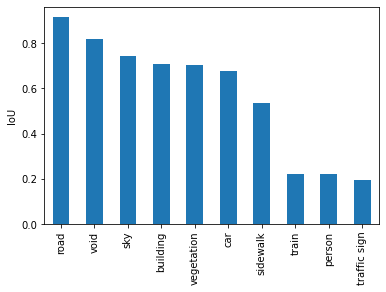 IoU
0.8
0.6
0.4
0.2
0.0
road
void
sky
building
vegetation
car
sidewalk
train
person
traffic sign